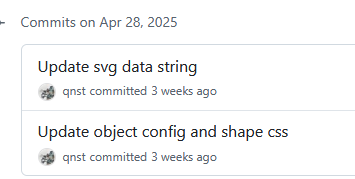 Commits on Apr 28, 2025
Update svg data string
qnst committed 3 weeks ago
Update object config and shape css
qnst committed 3 weeks ago